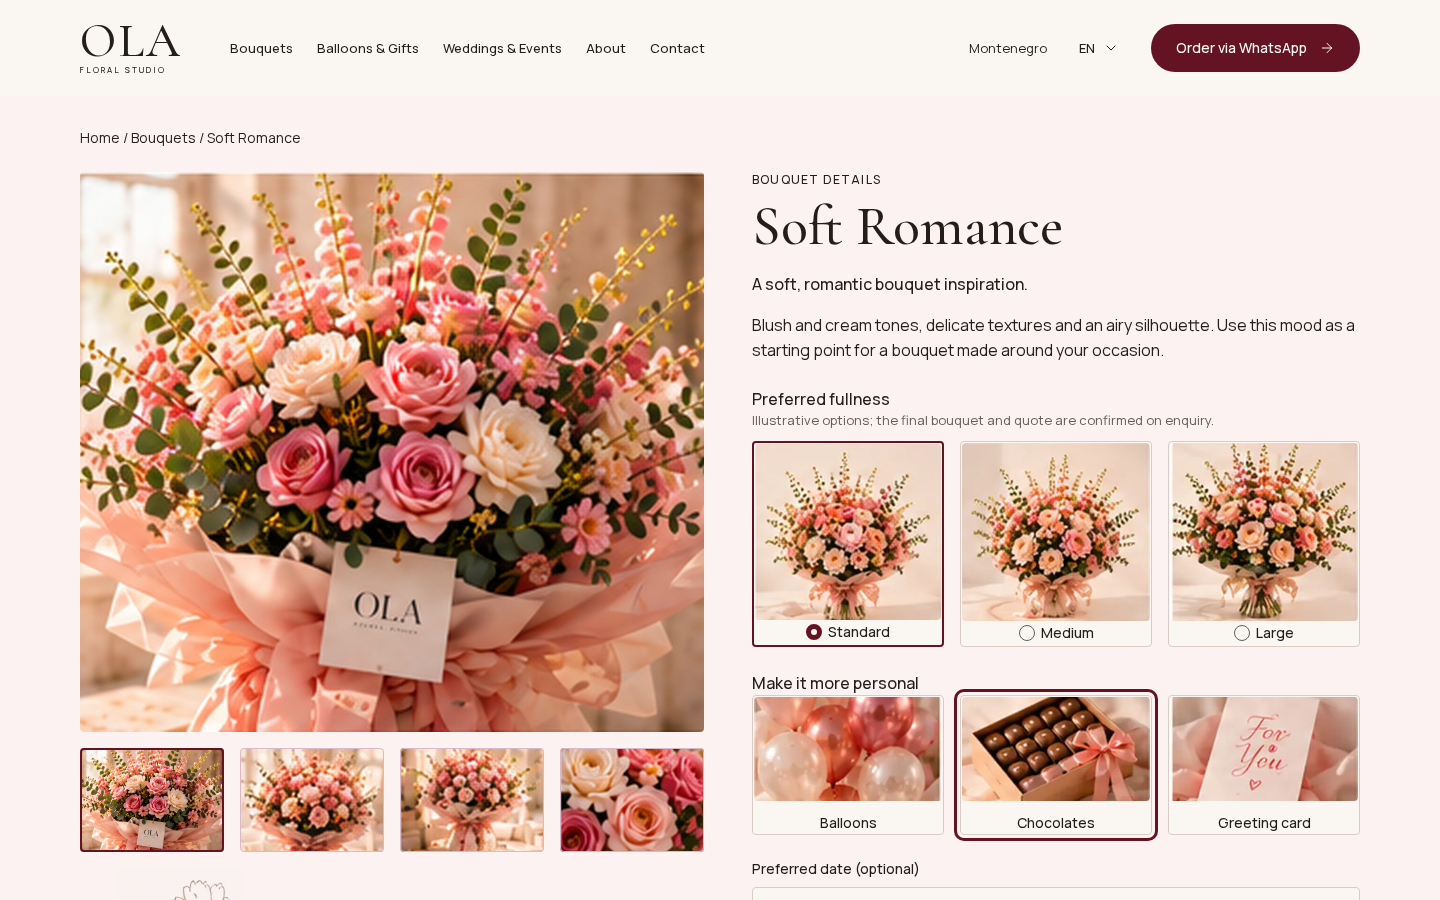 OLA
FLORAL STUDIO
Bouquets
Balloons & Gifts
Weddings & Events
About
Contact
Montenegro
EN
Order via WhatsApp
Home / Bouquets / Soft Romance
OLA
BOUQUET DETAILS
Soft Romance
A soft, romantic bouquet inspiration.
Blush and cream tones, delicate textures and an airy silhouette. Use this mood as a
starting point for a bouquet made around your occasion.
Preferred fullness
Illustrative options; the final bouquet and quote are confirmed on enquiry.
Standard
Medium
Large
Make it more personal
For
You
Balloons
Chocolates
Greeting card
OLA
Preferred date (optional)